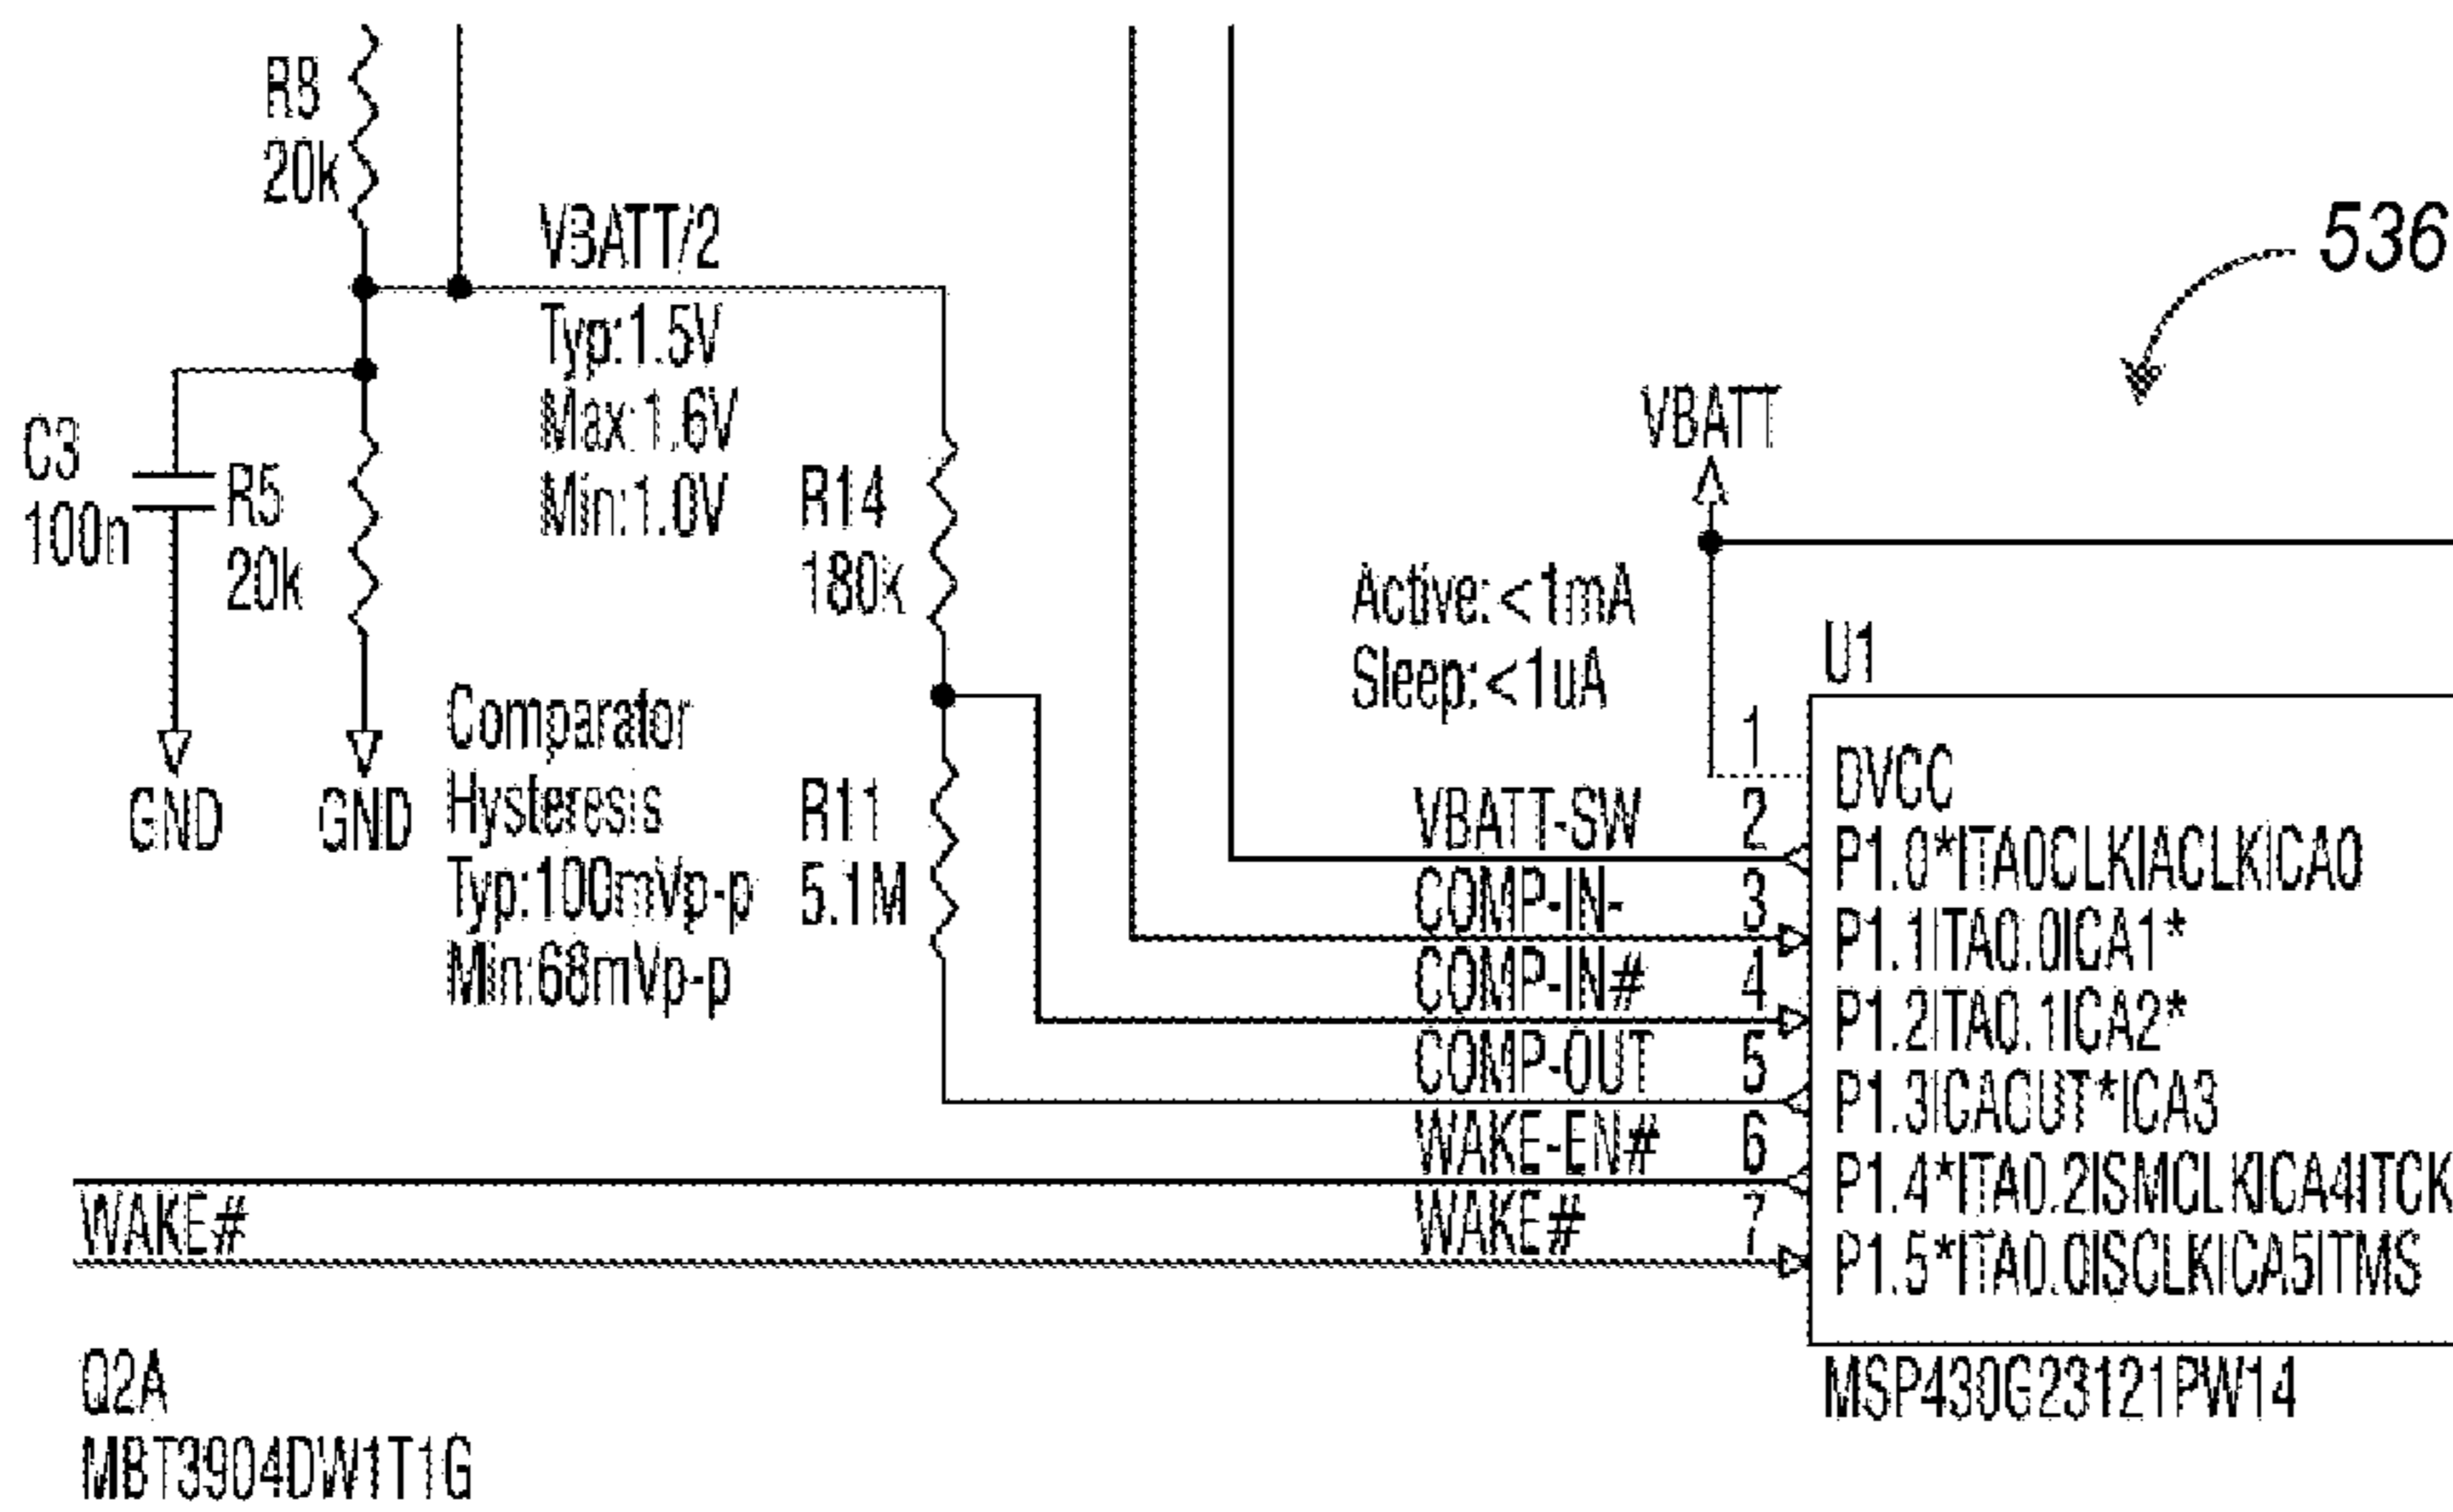 R8
20k
VBATT/2
Typ:1.5V
Max:1.6V
Min:1.0V
536
VBATT
C3
100n
R5
20k
R14
180k
Active:<1mA
Sleep:<1uA
U1
GND
GND
Comparator
Hysteresis
Typ:100mVp-p
Min:68mVp-p
R11
5.1M
1
DVCC
VBATT-SW 2
P1.0*ITA0CLKIACLKICA0
COMP-IN- 3
P1.1ITA0.0ICA1*
COMP-IN# 4
P1.2ITA0.1ICA2*
COMP-OUT 5
P1.3ICAOUT*ICA3
WAKE-EN# 6
P1.4*ITA0.2ISMCLKICA4ITCK
WAKE#
WAKE# 7
P1.5*ITA0.0ISCLKICA5ITMS
MSP430G23121PW14
Q2A
MBT3904DW1T1G